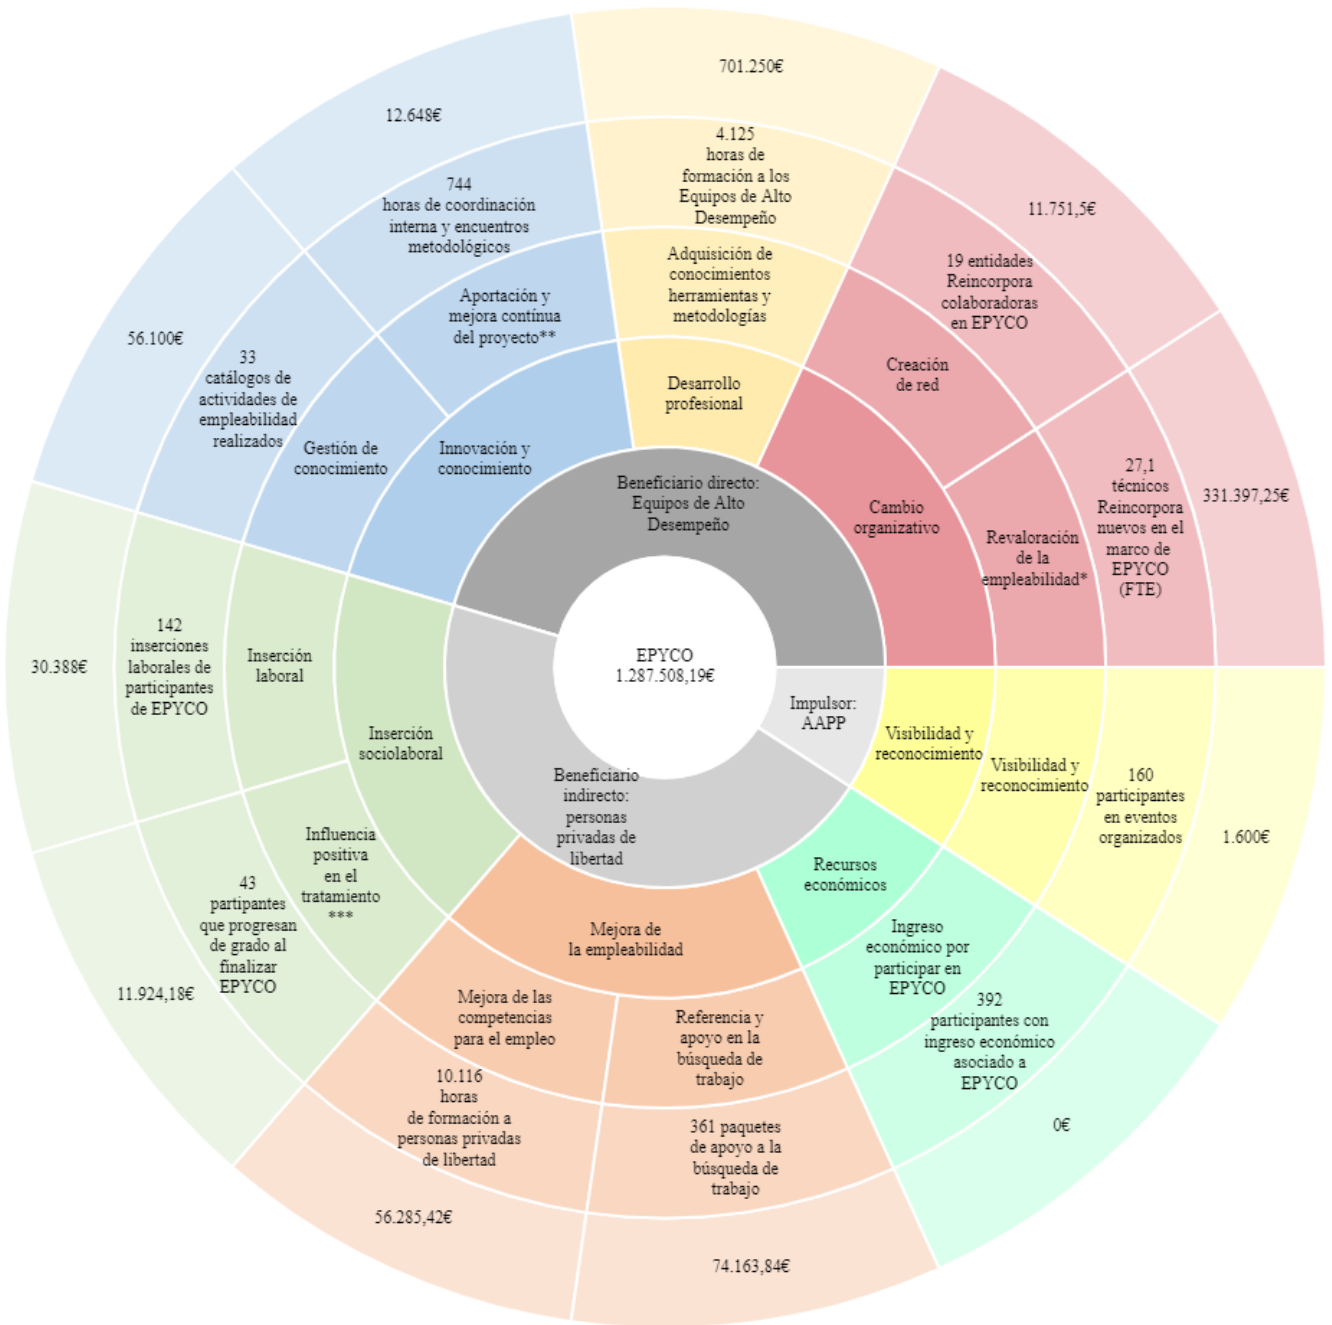 EPYCO
1.287.508,19€
Beneficiario directo:
Equipos de Alto
Desempeño
Innovación y
conocimiento
Gestión de
conocimiento
33
catálogos de
actividades de
empleabilidad
realizados
56.100€
Aportación y
mejora contínua
del proyecto**
744
horas de coordinación
interna y encuentros
metodológicos
12.648€
Desarrollo
profesional
Adquisición de
conocimientos
herramientas y
metodologías
4.125
horas de
formación a los
Equipos de Alto
Desempeño
701.250€
Cambio
organizativo
Creación
de red
19 entidades
Reincorpora
colaboradoras
en EPYCO
11.751,5€
Revaloración
de la
empleabilidad*
27,1
técnicos
Reincorpora
nuevos en el
marco de
EPYCO
(FTE)
331.397,25€
Impulsor:
AAPP
Visibilidad y
reconocimiento
Visibilidad y
reconocimiento
160
participantes
en eventos
organizados
1.600€
Beneficiario
indirecto:
personas
privadas de
libertad
Recursos
económicos
Ingreso
económico por
participar en
EPYCO
392
participantes con
ingreso económico
asociado a
EPYCO
0€
Mejora de
la empleabilidad
Referencia y
apoyo en la
búsqueda de
trabajo
361 paquetes
de apoyo a la
búsqueda de
trabajo
74.163,84€
Mejora de las
competencias
para el empleo
10.116
horas
de formación a
personas privadas
de libertad
56.285,42€
Inserción
sociolaboral
Influencia
positiva
en el
tratamiento
***
43
partipantes
que progresan
de grado al
finalizar
EPYCO
11.924,18€
Inserción
laboral
142
inserciones
laborales de
participantes
de EPYCO
30.388€